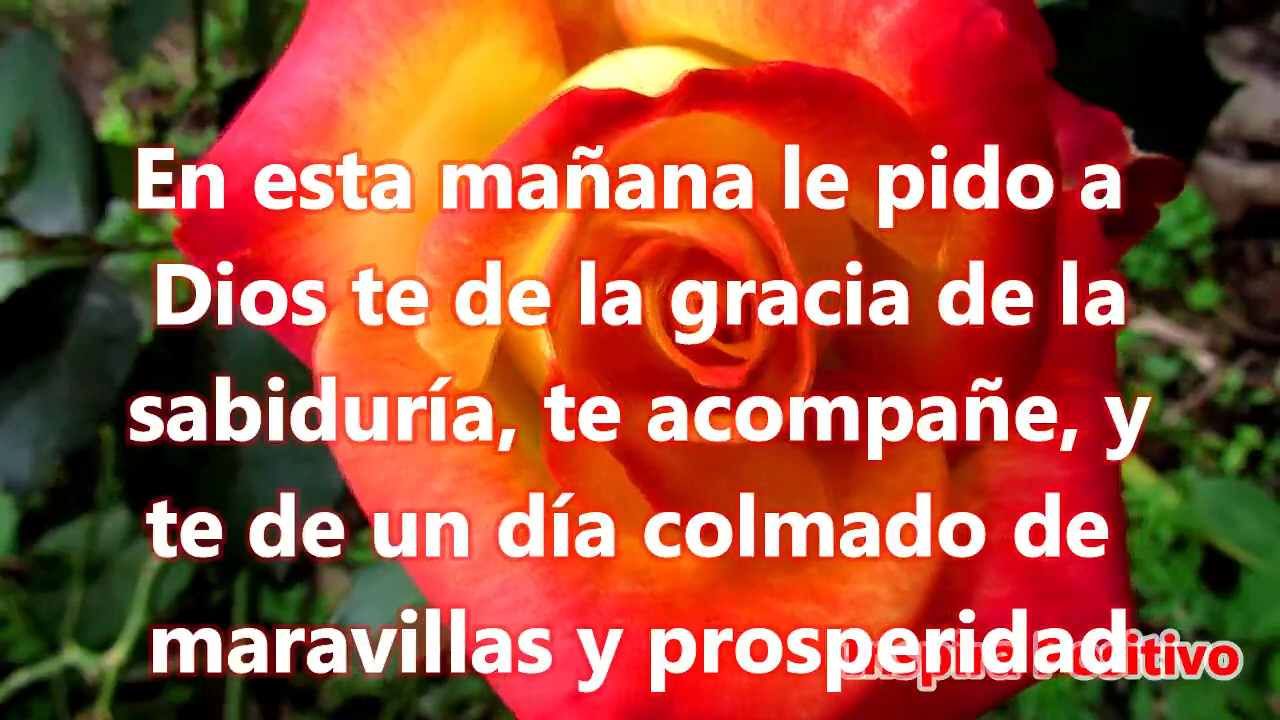 En esta mañana le pido a
Dios te de la gracia de la
sabiduría, te acompañe, y
te de un día colmado de
maravillas y prosperidad